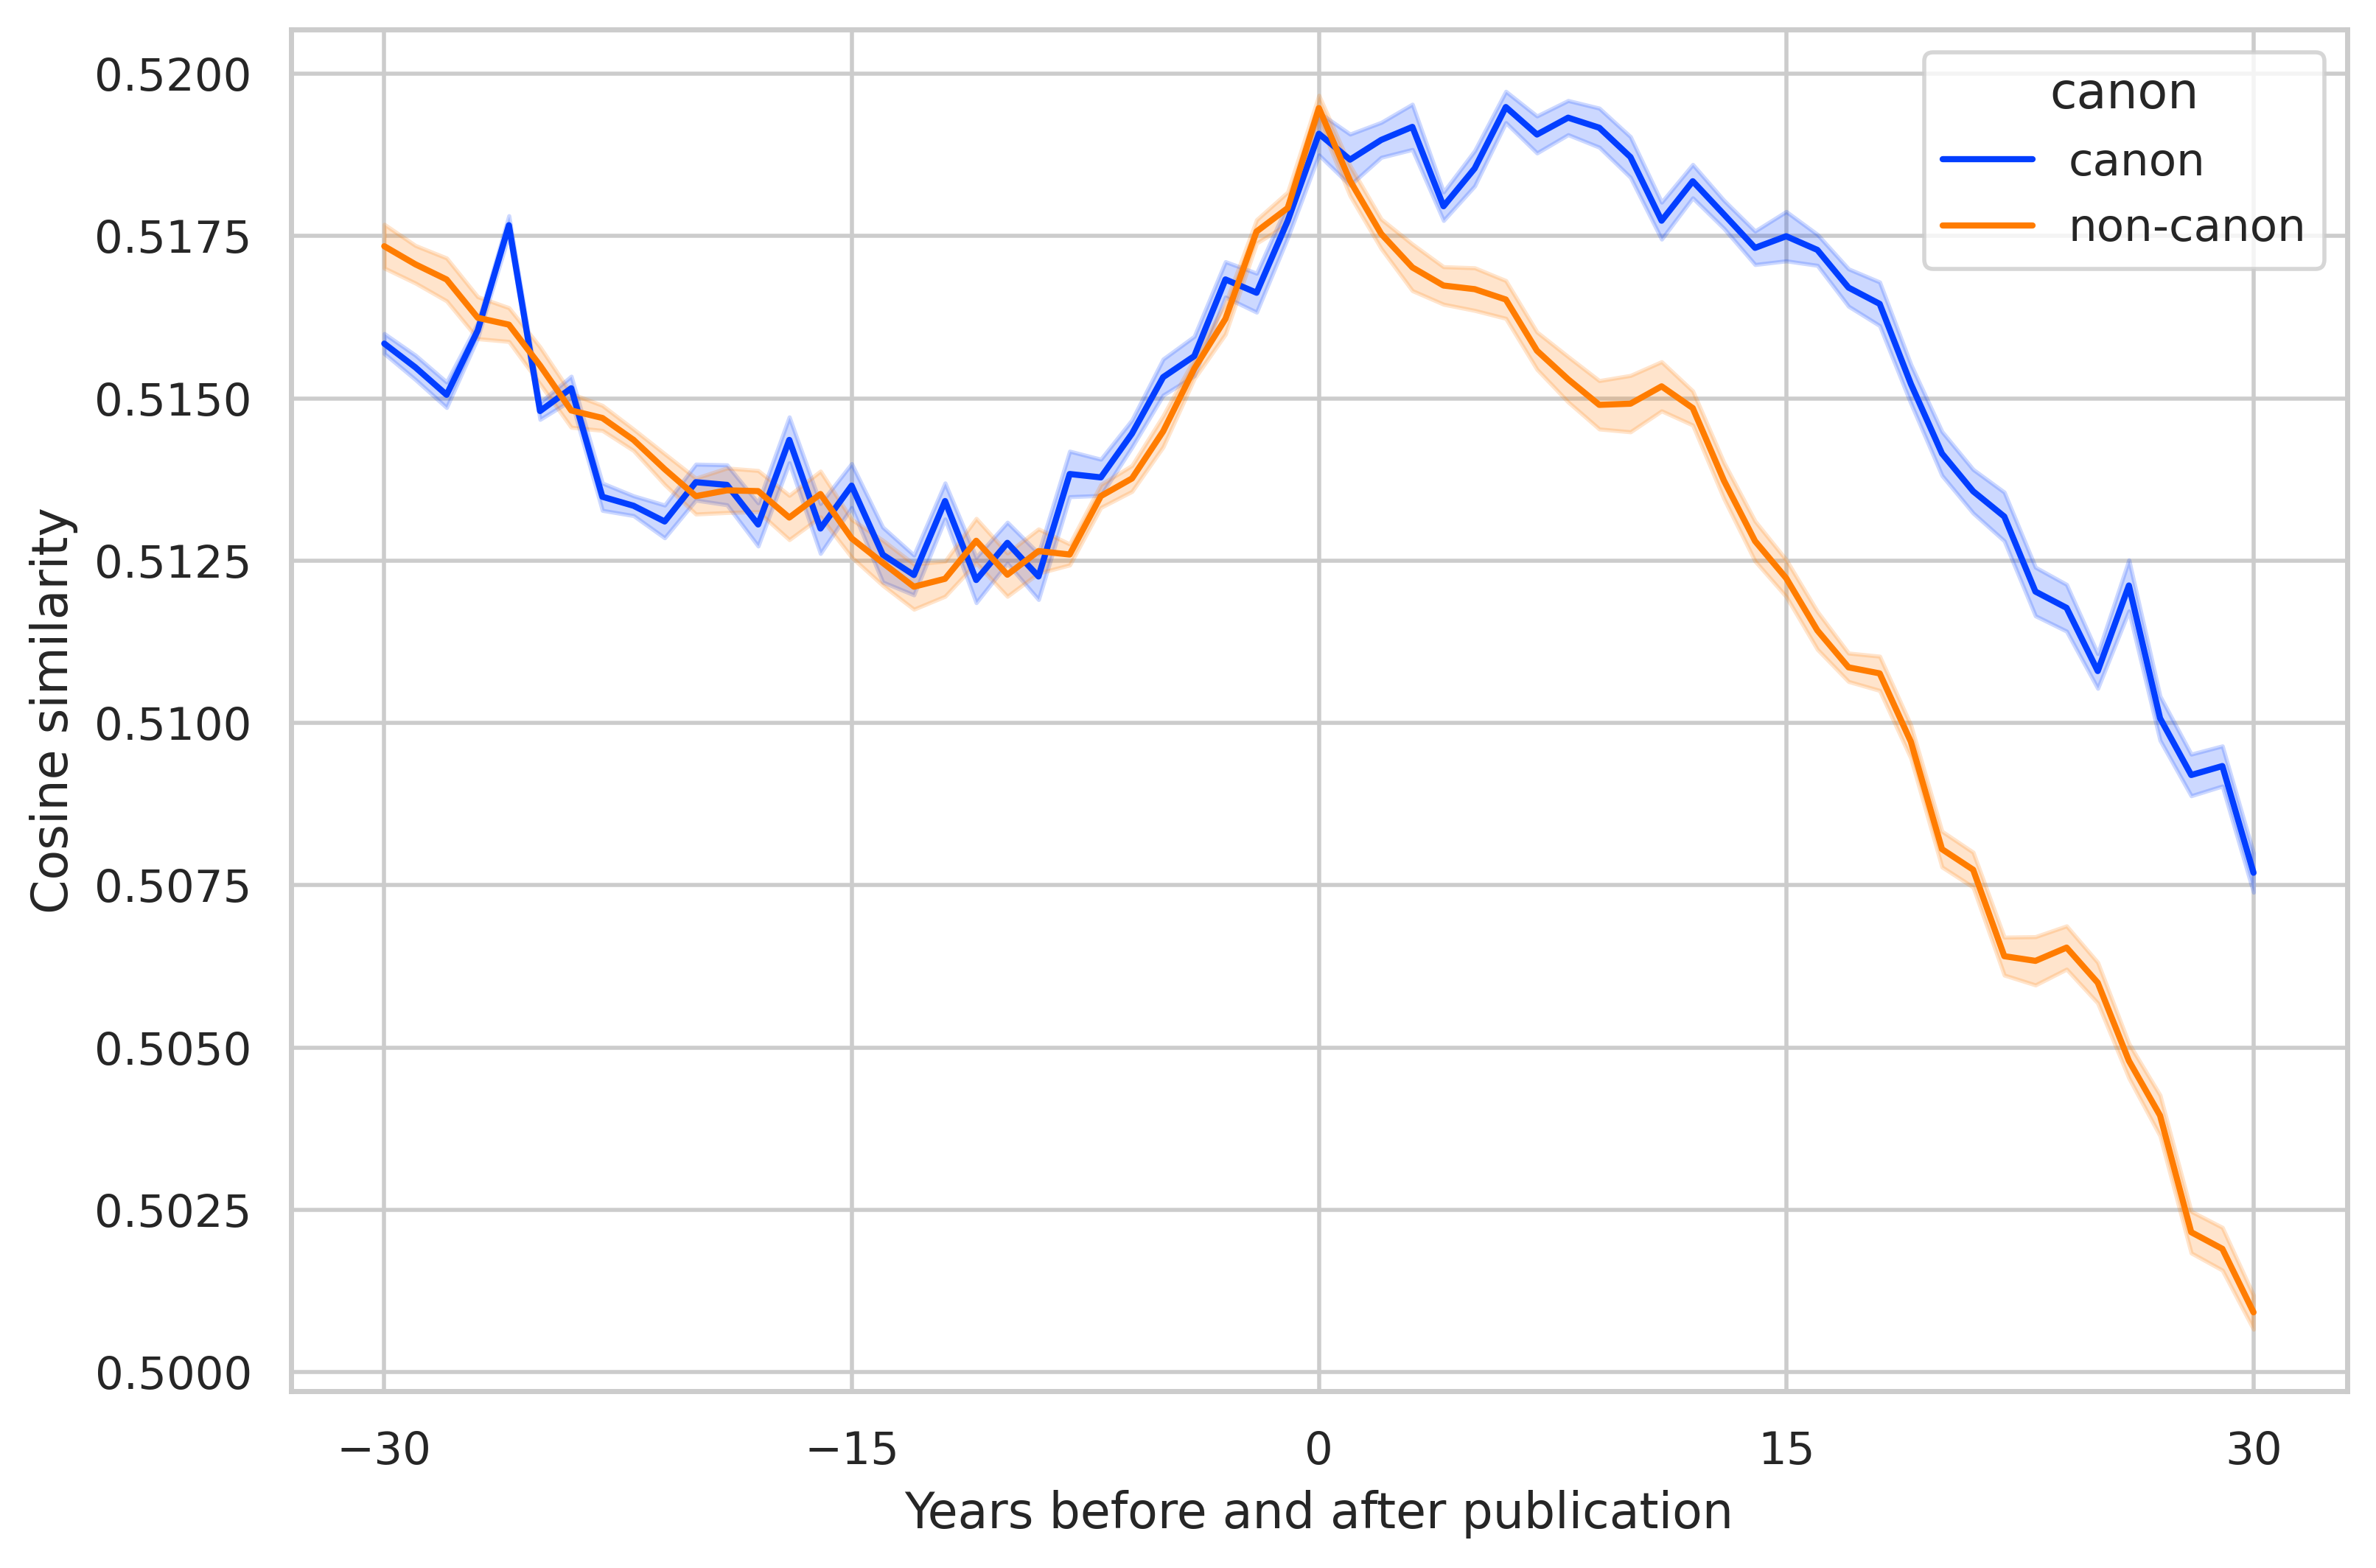 0.5200
0.5175
0.5150
0.5125
0.5100
0.5075
0.5050
0.5025
0.5000
Cosine similarity
−30
−15
0
15
30
Years before and after publication
canon
canon
non-canon